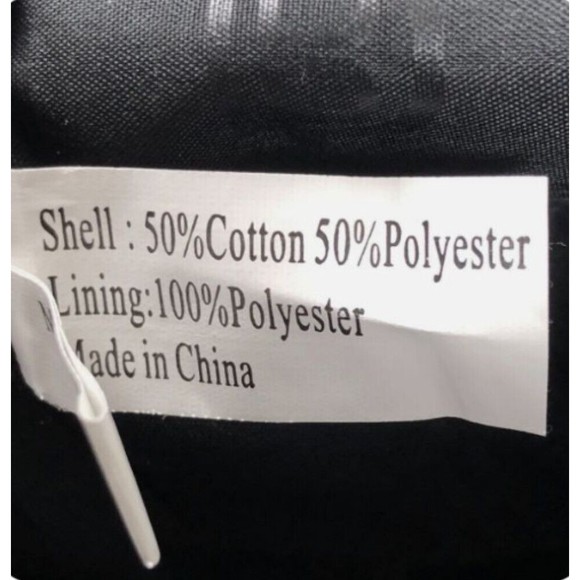 Shell : 50%Cotton 50%Polyester
Lining:100%Polyester
Made in China